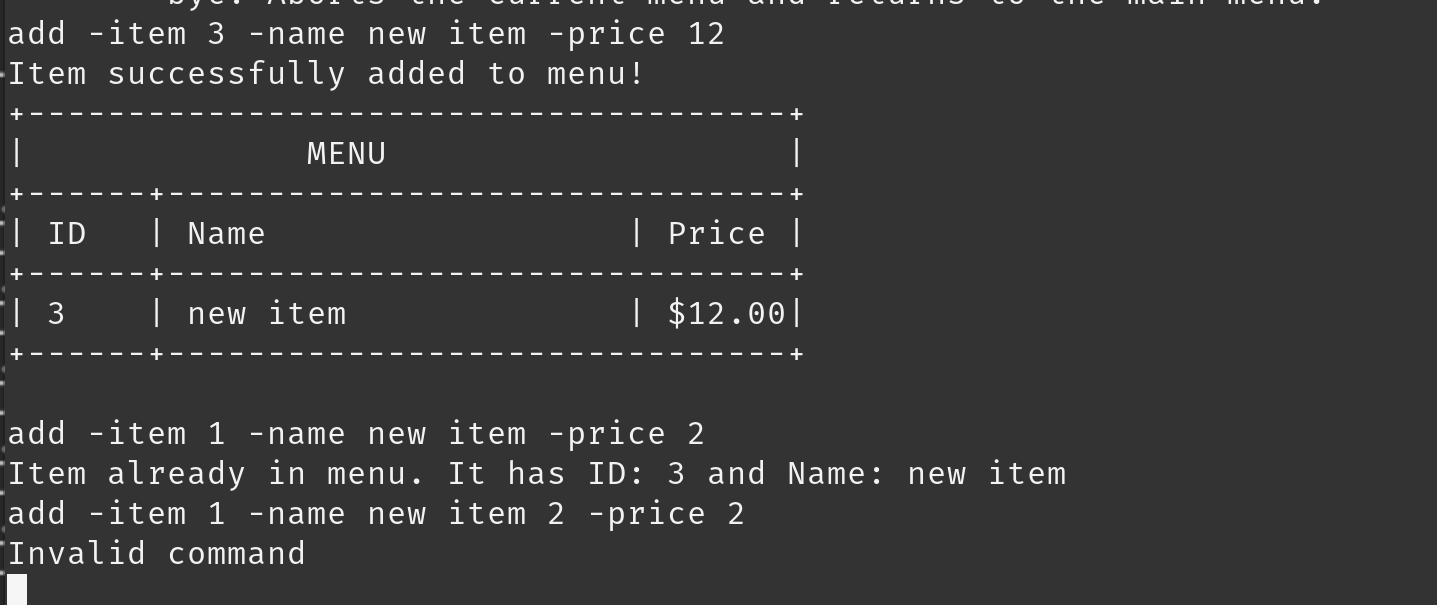 bye: Aborts the current menu and returns to the main menu.
add -item 3 -name new item -price 12
Item successfully added to menu!
+--------------------------------------+
|              MENU                    |
+------+-------------------------------+
| ID   | Name                  | Price |
+------+-------------------------------+
| 3    | new item              | $12.00|
+------+-------------------------------+
add -item 1 -name new item -price 2
Item already in menu. It has ID: 3 and Name: new item
add -item 1 -name new item 2 -price 2
Invalid command